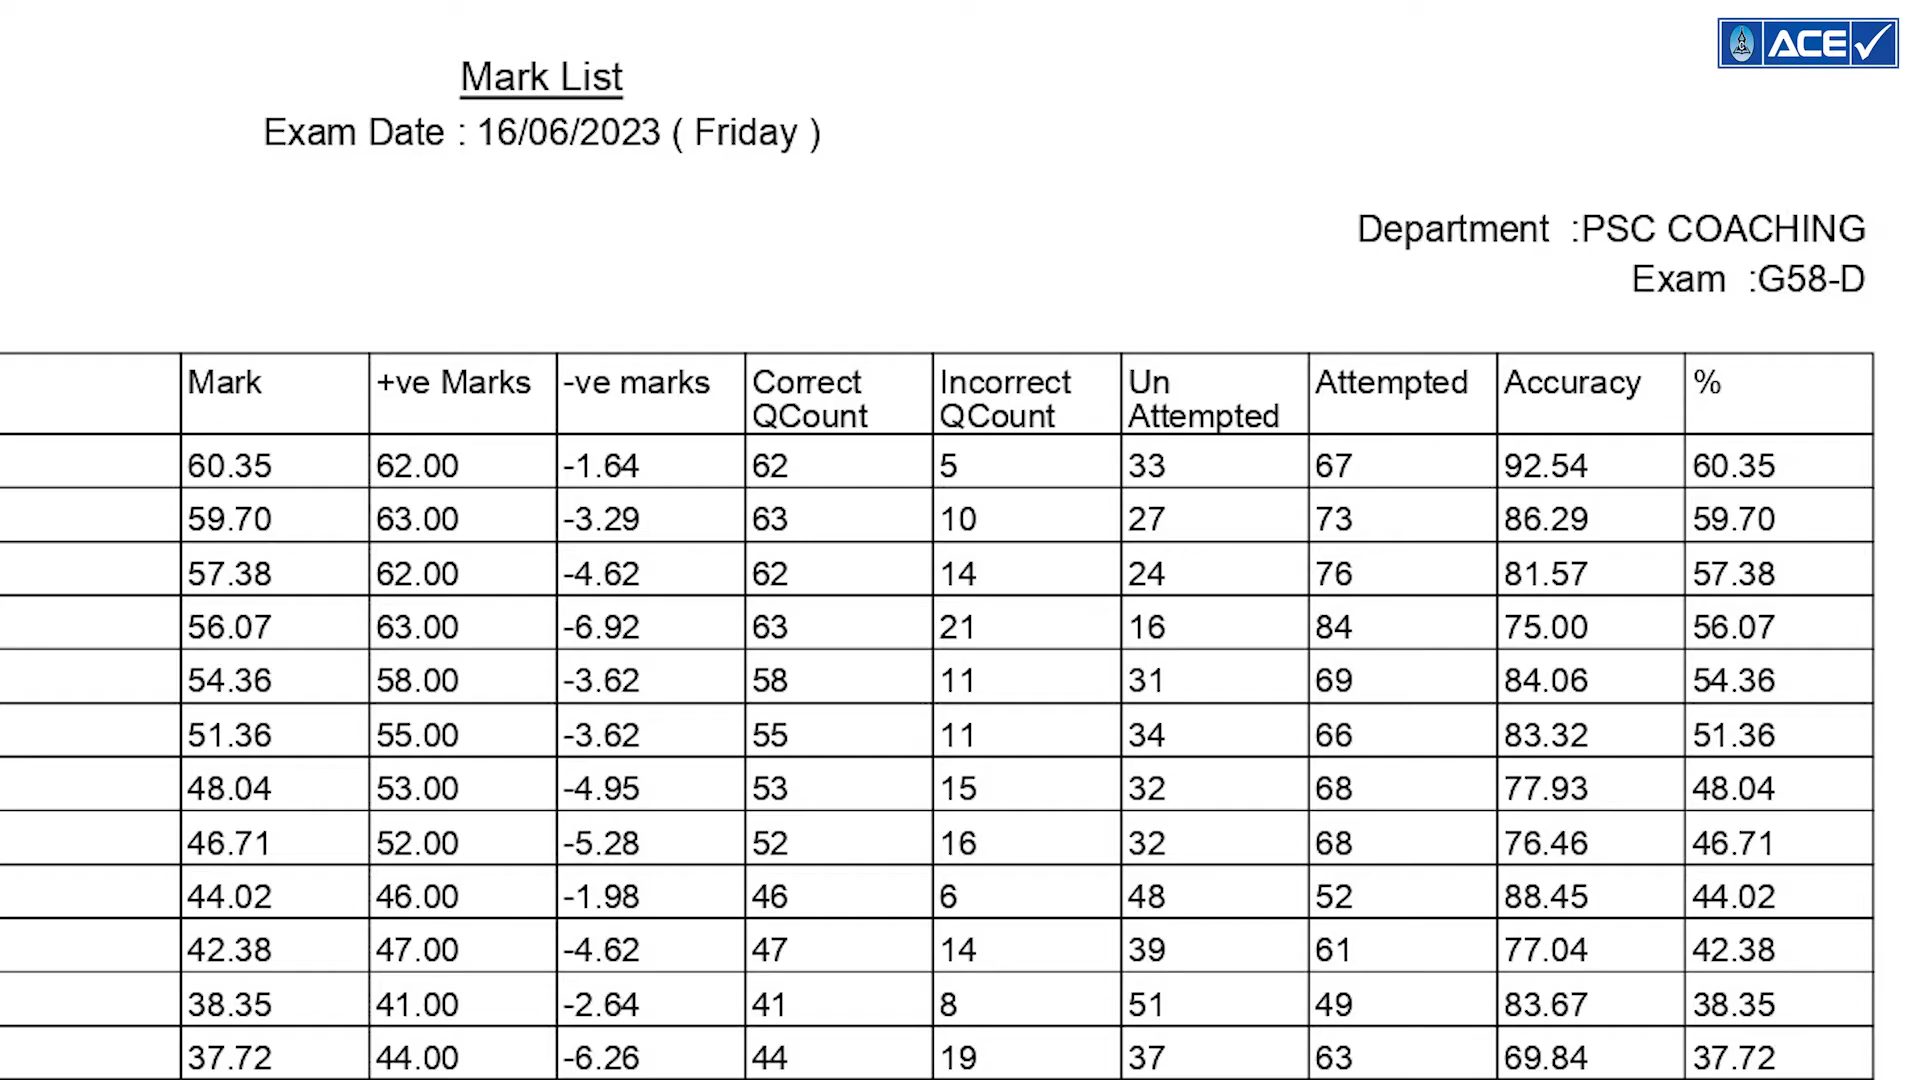 ACE
Mark List
Exam Date : 16/06/2023 ( Friday )
Department :PSC COACHING
Exam :G58-D
Mark +ve Marks -ve marks Correct QCount Incorrect QCount Un Attempted Attempted Accuracy %
60.35 62.00 -1.64 62 5 33 67 92.54 60.35
59.70 63.00 -3.29 63 10 27 73 86.29 59.70
57.38 62.00 -4.62 62 14 24 76 81.57 57.38
56.07 63.00 -6.92 63 21 16 84 75.00 56.07
54.36 58.00 -3.62 58 11 31 69 84.06 54.36
51.36 55.00 -3.62 55 11 34 66 83.32 51.36
48.04 53.00 -4.95 53 15 32 68 77.93 48.04
46.71 52.00 -5.28 52 16 32 68 76.46 46.71
44.02 46.00 -1.98 46 6 48 52 88.45 44.02
42.38 47.00 -4.62 47 14 39 61 77.04 42.38
38.35 41.00 -2.64 41 8 51 49 83.67 38.35
37.72 44.00 -6.26 44 19 37 63 69.84 37.72